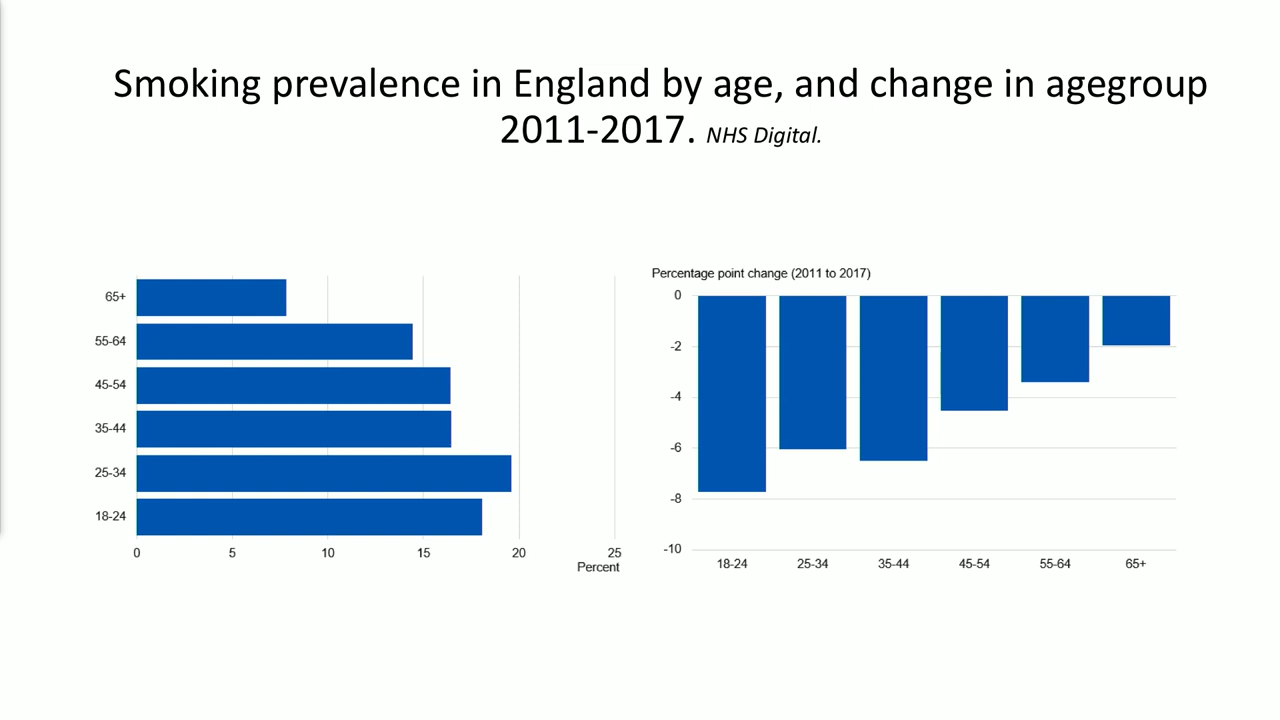 Smoking prevalence in England by age, and change in agegroup
2011-2017. NHS Digital.
65+
55-64
45-54
35-44
25-34
18-24
0 5 10 15 20 25
Percent
Percentage point change (2011 to 2017)
0
-2
-4
-6
-8
-10
18-24 25-34 35-44 45-54 55-64 65+